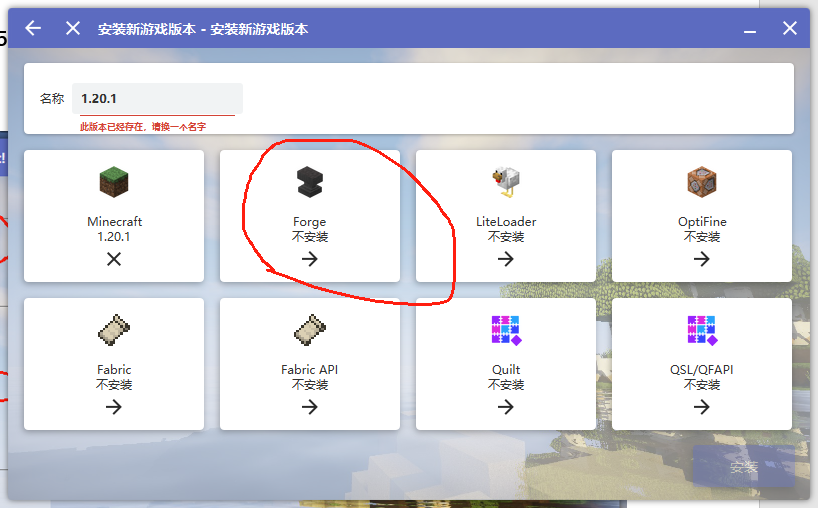 安装新游戏版本 - 安装新游戏版本
名称 1.20.1
此版本已经存在，请换一个名字
Minecraft
1.20.1
Forge
不安装
LiteLoader
不安装
OptiFine
不安装
Fabric
不安装
Fabric API
不安装
Quilt
不安装
QSL/QFAPI
不安装
安装